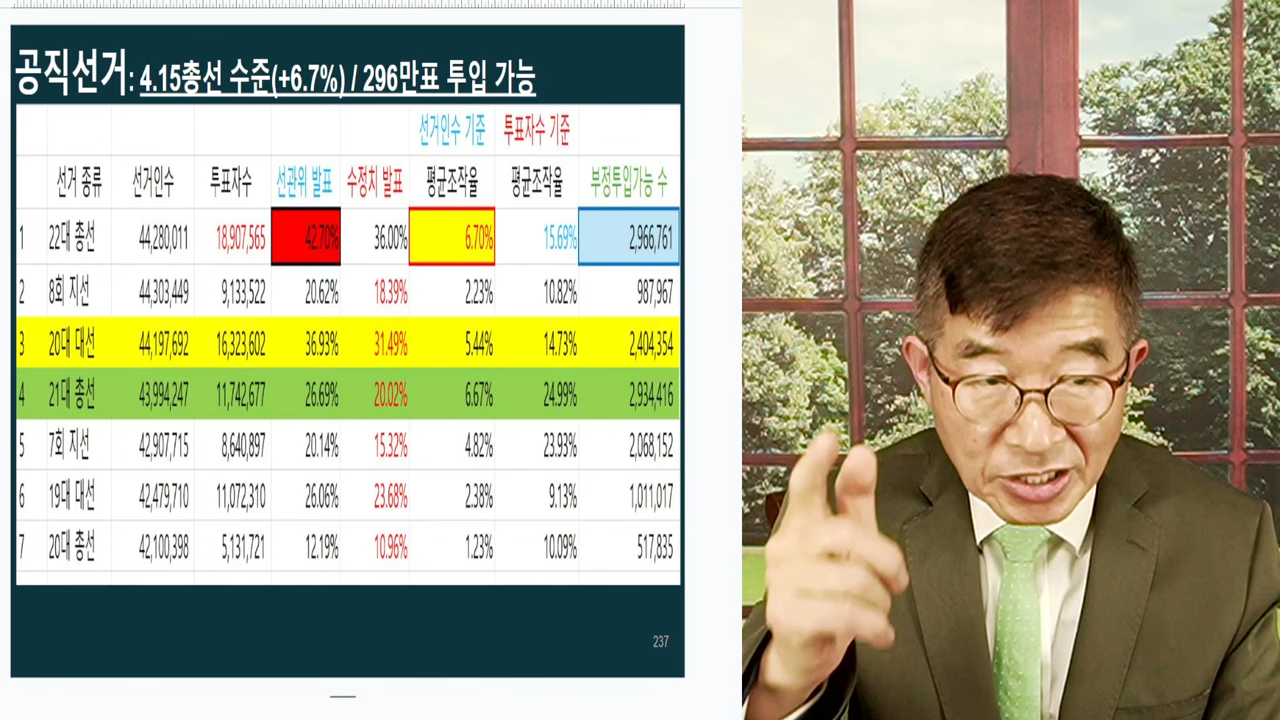 공직선거: 4.15총선 수준(+6.7%) / 296만표 투입 가능
선거인수 기준 투표자수 기준
선거 종류 선거인수 투표자수 선관위 발표 수정치 발표 평균조작율 평균조작율 부정투입가능 수
1 22대 총선 44,280,011 18,907,565 42.70% 36.00% 6.70% 15.69% 2,966,761
2 8회 지선 44,303,449 9,133,522 20.62% 18.39% 2.23% 10.82% 987,967
3 20대 대선 44,197,692 16,323,602 36.93% 31.49% 5.44% 14.73% 2,404,354
4 21대 총선 43,994,247 11,742,677 26.69% 20.02% 6.67% 24.99% 2,934,416
5 7회 지선 42,907,715 8,640,897 20.14% 15.32% 4.82% 23.93% 2,068,152
6 19대 대선 42,479,710 11,072,310 26.06% 23.68% 2.38% 9.13% 1,011,017
7 20대 총선 42,100,398 5,131,721 12.19% 10.96% 1.23% 10.09% 517,835
237